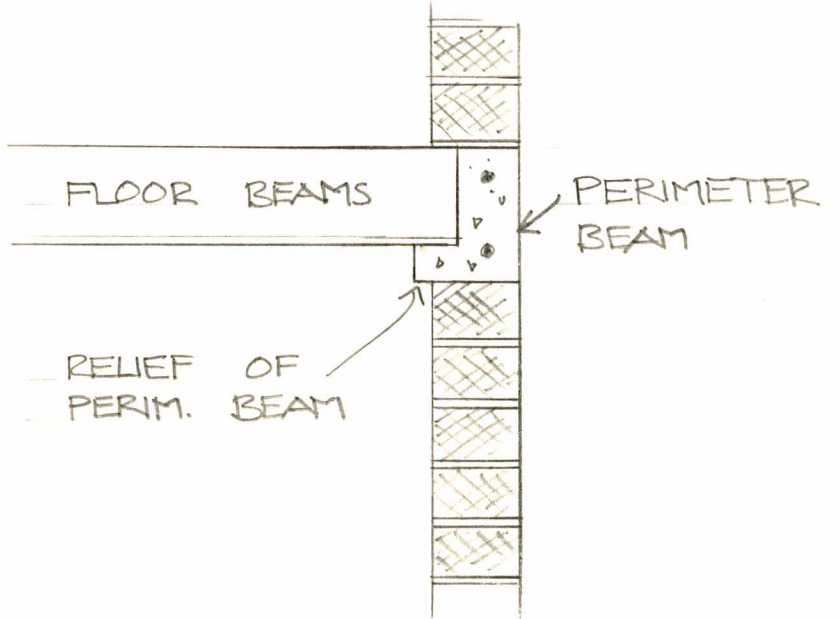 FLOOR BEAMS
PERIMETER
BEAM
RELIEF OF
PERIM. BEAM